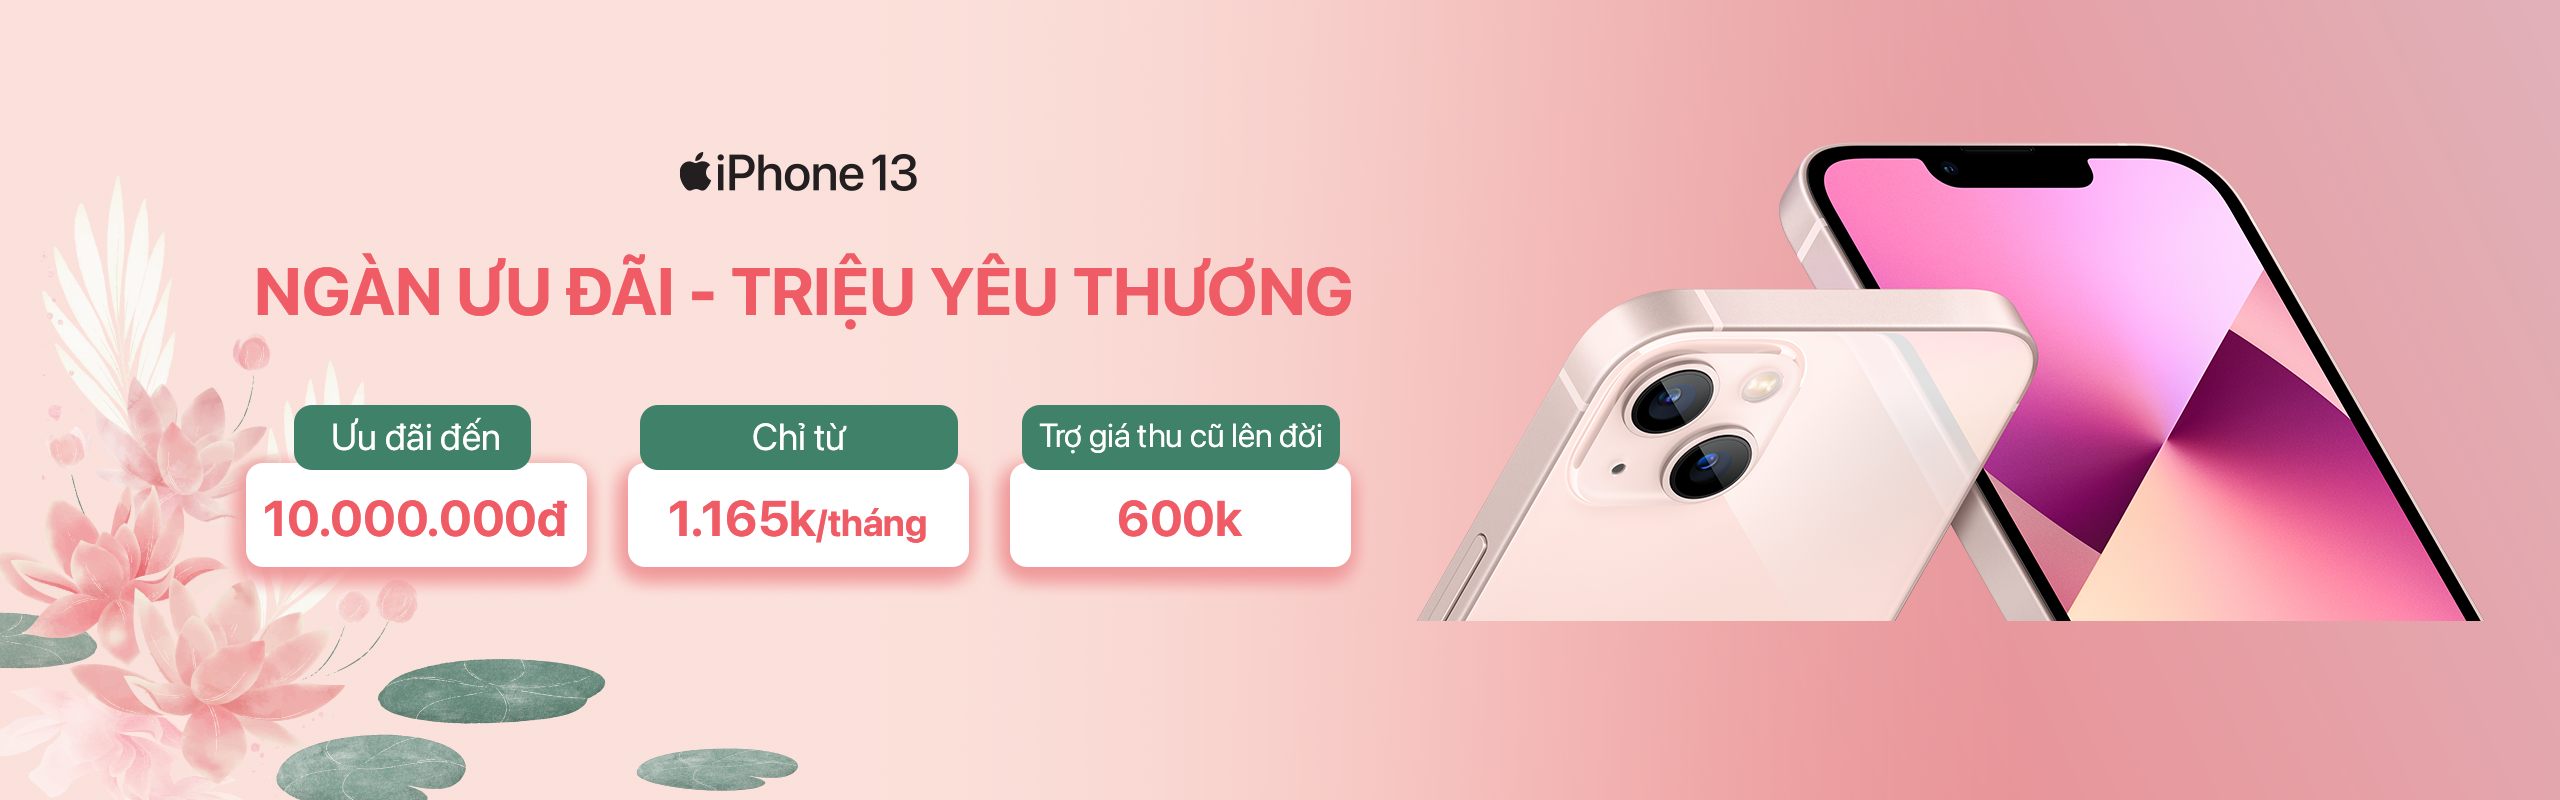 iPhone 13
NGÀN ƯU ĐÃI - TRIỆU YÊU THƯƠNG
Ưu đãi đến
10.000.000đ
Chỉ từ
1.165k/tháng
Trợ giá thu cũ lên đời
600k